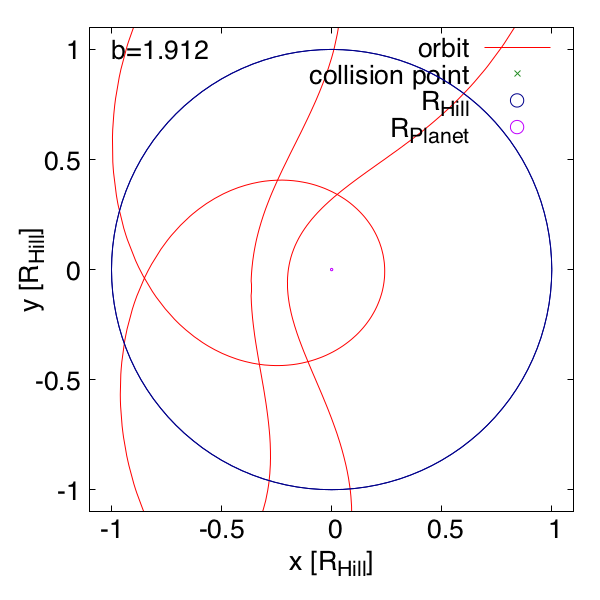 b=1.912
orbit
collision point
R_Hill
R_Planet
1
0.5
0
-0.5
-1
y [R_Hill]
-1
-0.5
0
0.5
1
x [R_Hill]